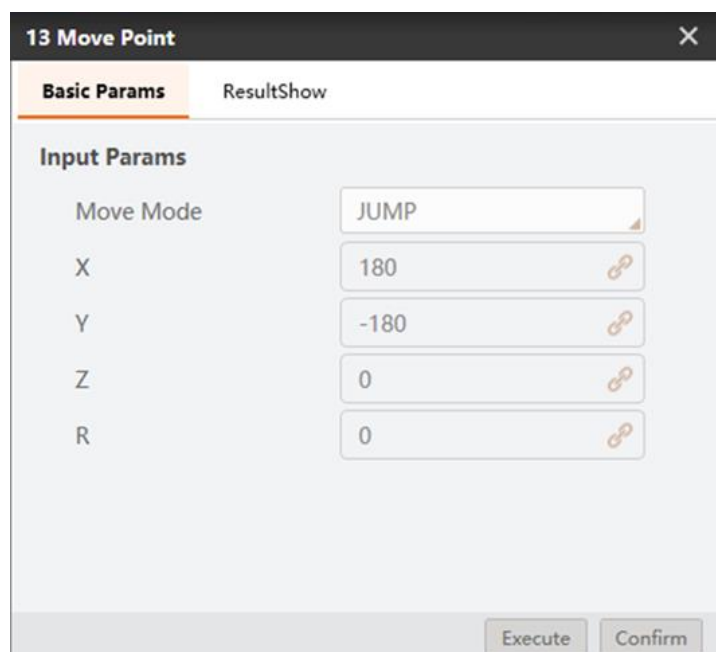 13 Move Point
Basic Params ResultShow
Input Params
Move Mode JUMP
X 180
Y -180
Z 0
R 0
Execute Confirm